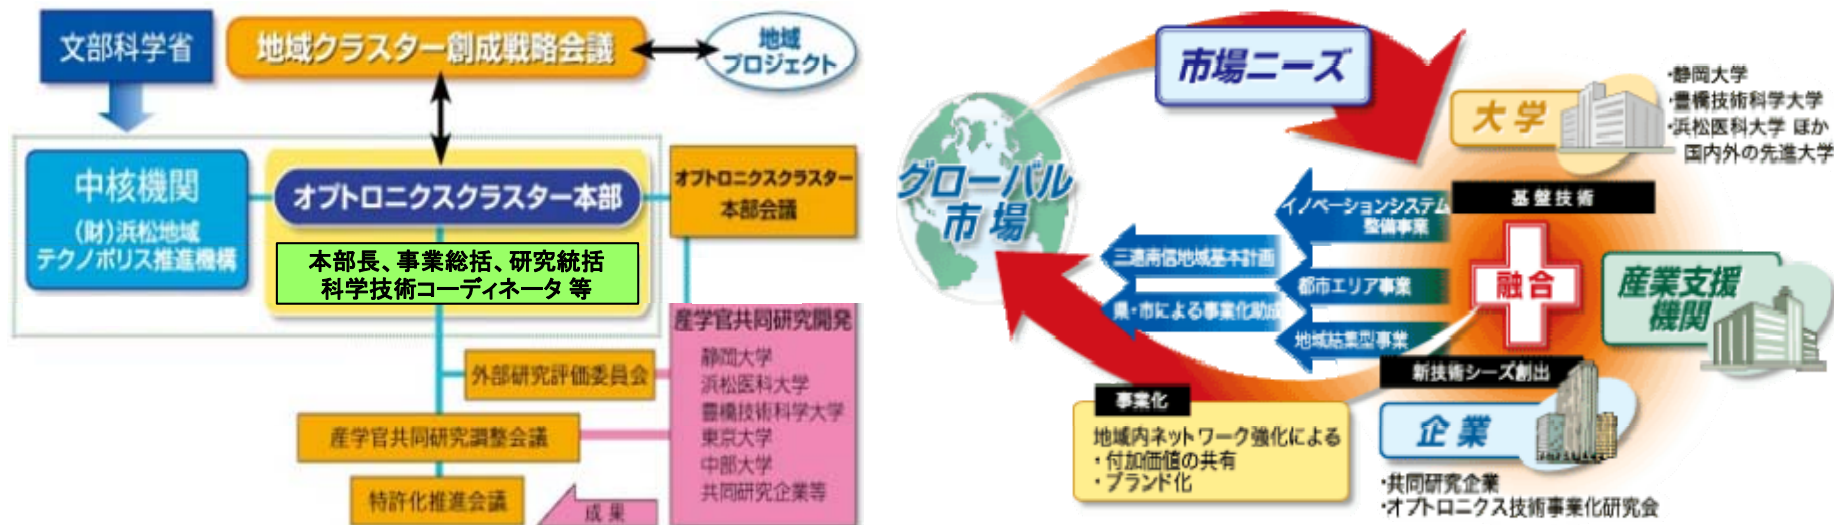 文部科学省
地域クラスター創成戦略会議
地域
プロジェクト
中核機関
(財)浜松地域
テクノポリス推進機構
オプトロニクスクラスター本部
本部長、事業総括、研究統括
科学技術コーディネータ 等
オプトロニクスクラスター
本部会議
産学官共同研究開発
静岡大学
浜松医科大学
豊橋技術科学大学
東京大学
中部大学
共同研究企業等
外部研究評価委員会
産学官共同研究調整会議
特許化推進会議
成果
市場ニーズ
グローバル
市場
大学
・静岡大学
・豊橋技術科学大学
・浜松医科大学 ほか
国内外の先進大学
基盤技術
イノベーションシステム
整備事業
三遠南信地域基本計画
都市エリア事業
県・市による事業化助成
地域結集型事業
融合
産業支援
機関
新技術シーズ創出
事業化
地域内ネットワーク強化による
・付加価値の共有
・ブランド化
企業
・共同研究企業
・オプトロニクス技術事業化研究会